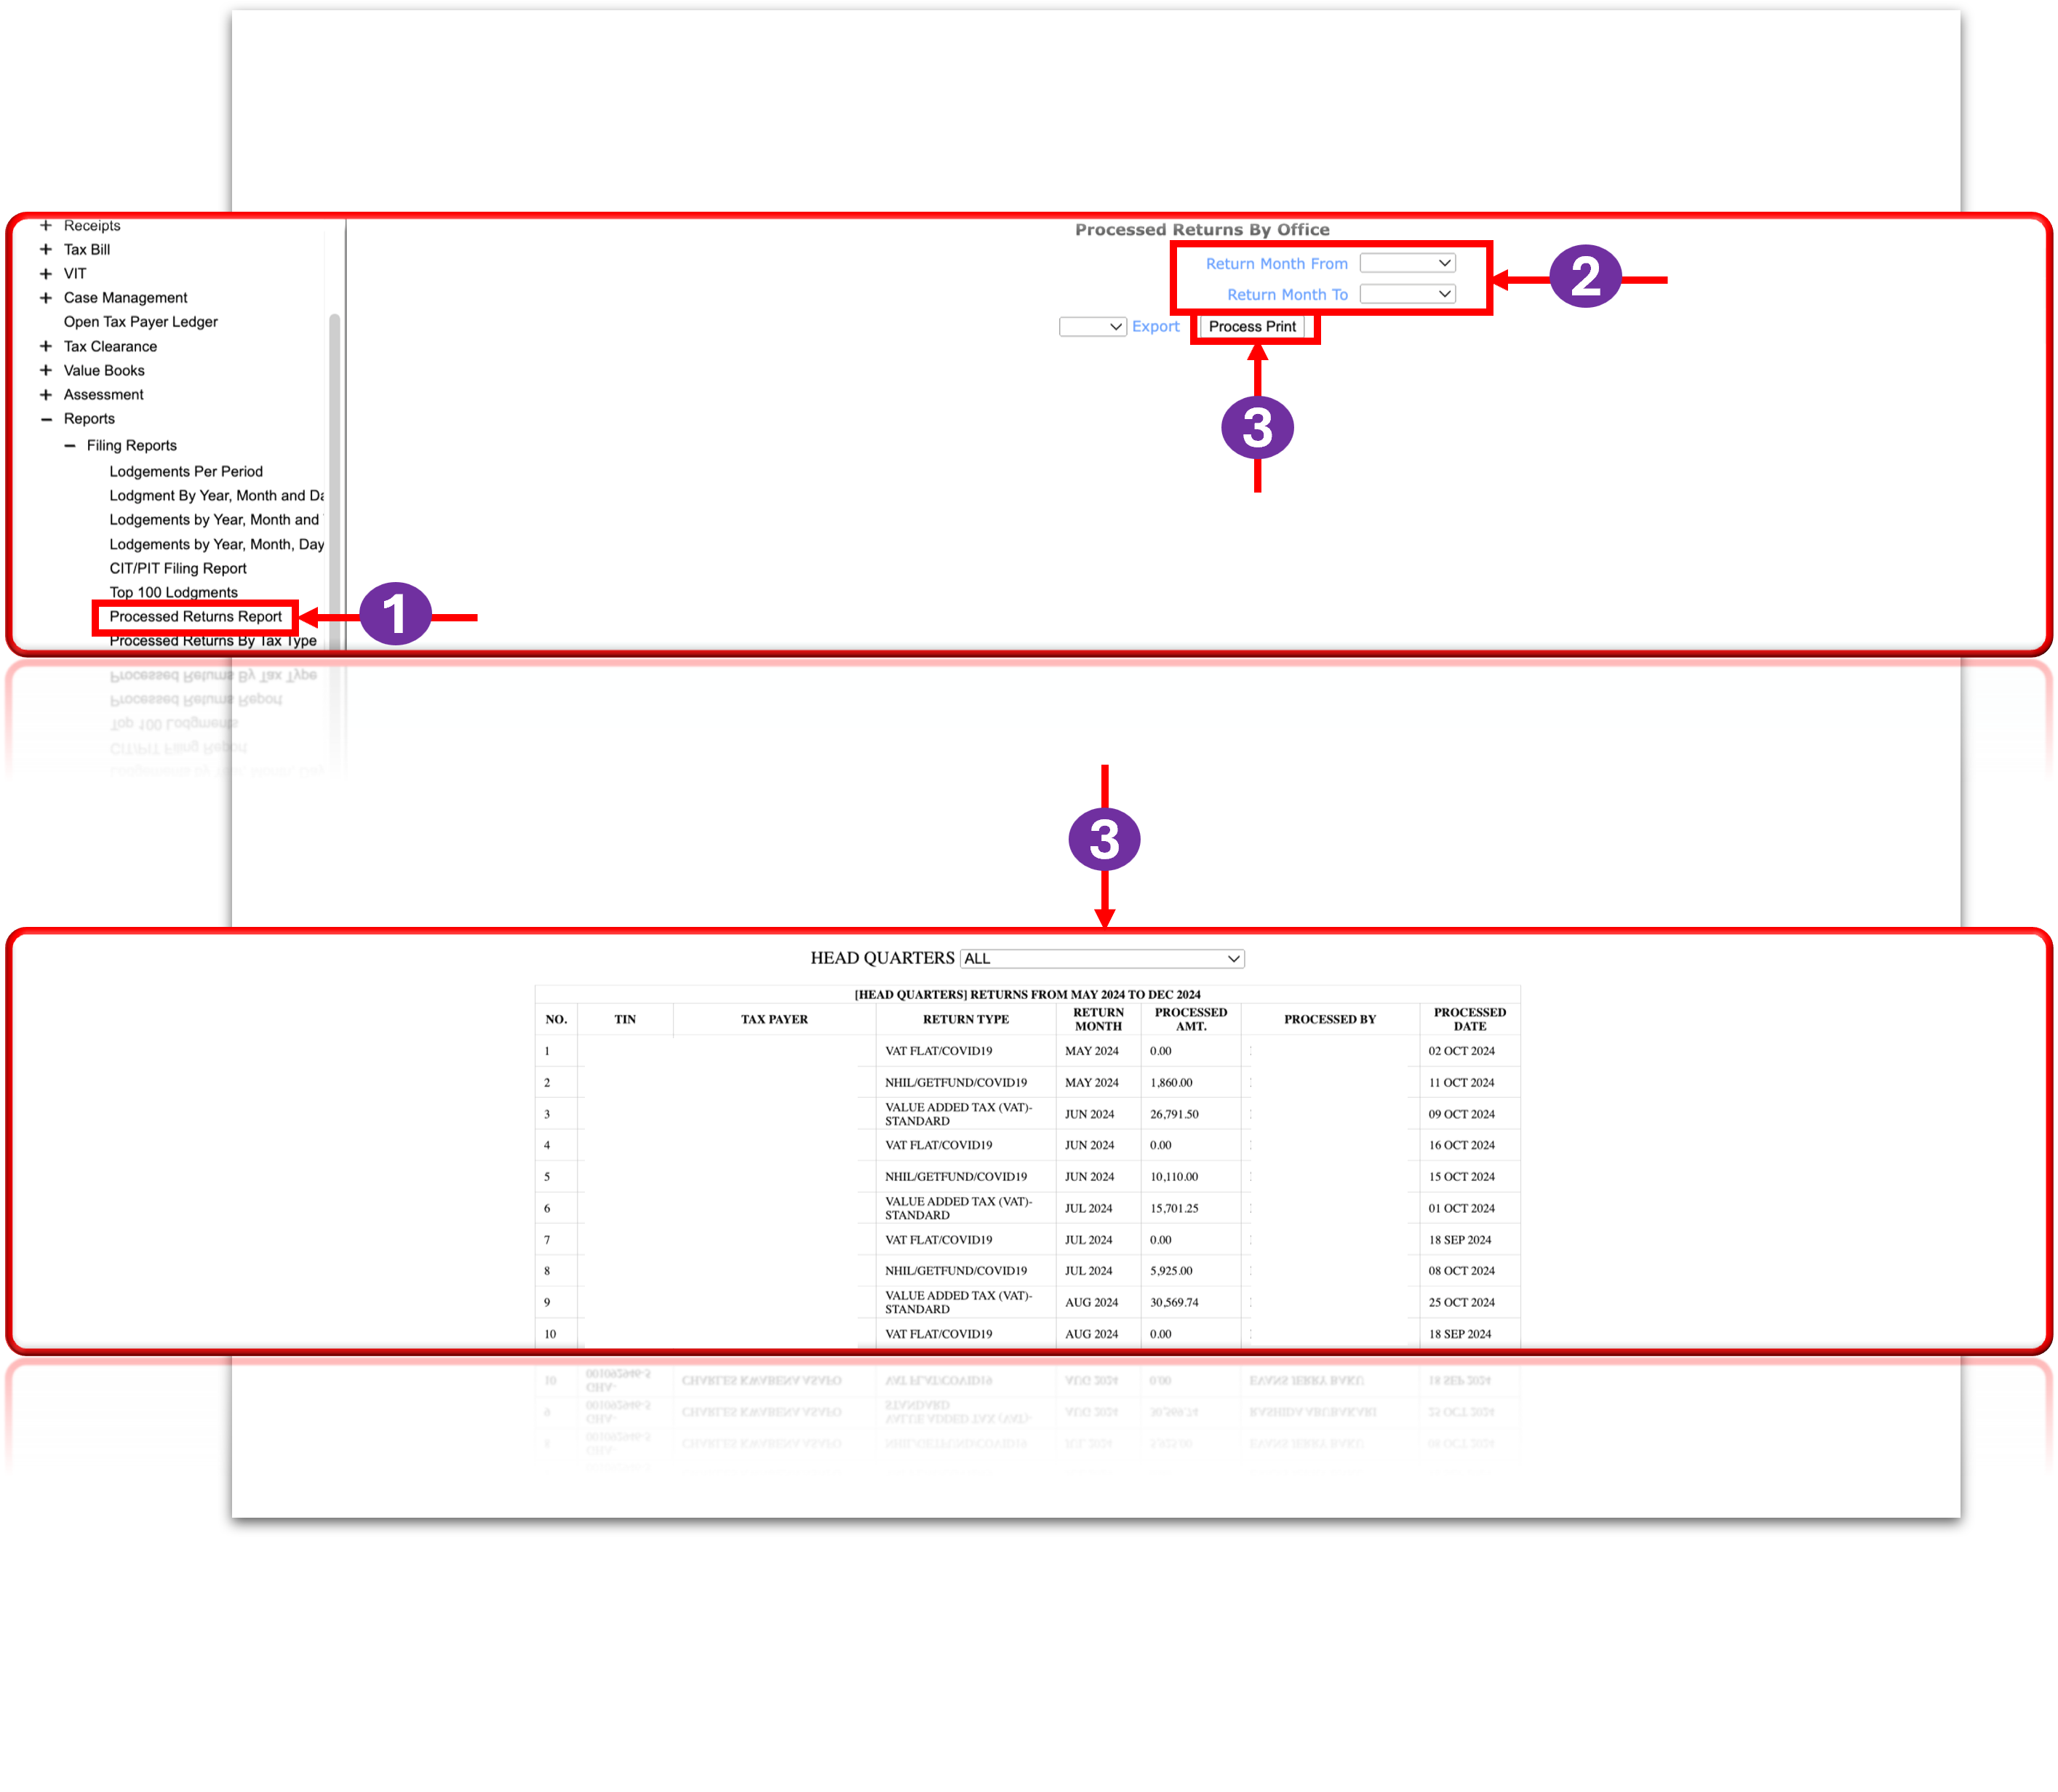 Receipts
Tax Bill
VIT
Case Management
Open Tax Payer Ledger
Tax Clearance
Value Books
Assessment
Reports
Filing Reports
Lodgements Per Period
Lodgment By Year, Month and Da
Lodgements by Year, Month and
Lodgements by Year, Month, Day
CIT/PIT Filing Report
Top 100 Lodgments
Processed Returns Report
Processed Returns By Tax Type
1
Processed Returns By Office
Return Month From
Return Month To
2
Export Process Print
3
3
HEAD QUARTERS ALL
[HEAD QUARTERS] RETURNS FROM MAY 2024 TO DEC 2024
NO. TIN TAX PAYER RETURN TYPE RETURN MONTH PROCESSED AMT. PROCESSED BY PROCESSED DATE
1 VAT FLAT/COVID19 MAY 2024 0.00 02 OCT 2024
2 NHIL/GETFUND/COVID19 MAY 2024 1,860.00 11 OCT 2024
3 VALUE ADDED TAX (VAT)- STANDARD JUN 2024 26,791.50 09 OCT 2024
4 VAT FLAT/COVID19 JUN 2024 0.00 16 OCT 2024
5 NHIL/GETFUND/COVID19 JUN 2024 10,110.00 15 OCT 2024
6 VALUE ADDED TAX (VAT)- STANDARD JUL 2024 15,701.25 01 OCT 2024
7 VAT FLAT/COVID19 JUL 2024 0.00 18 SEP 2024
8 NHIL/GETFUND/COVID19 JUL 2024 5,925.00 08 OCT 2024
9 VALUE ADDED TAX (VAT)- STANDARD AUG 2024 30,569.74 25 OCT 2024
10 VAT FLAT/COVID19 AUG 2024 0.00 18 SEP 2024